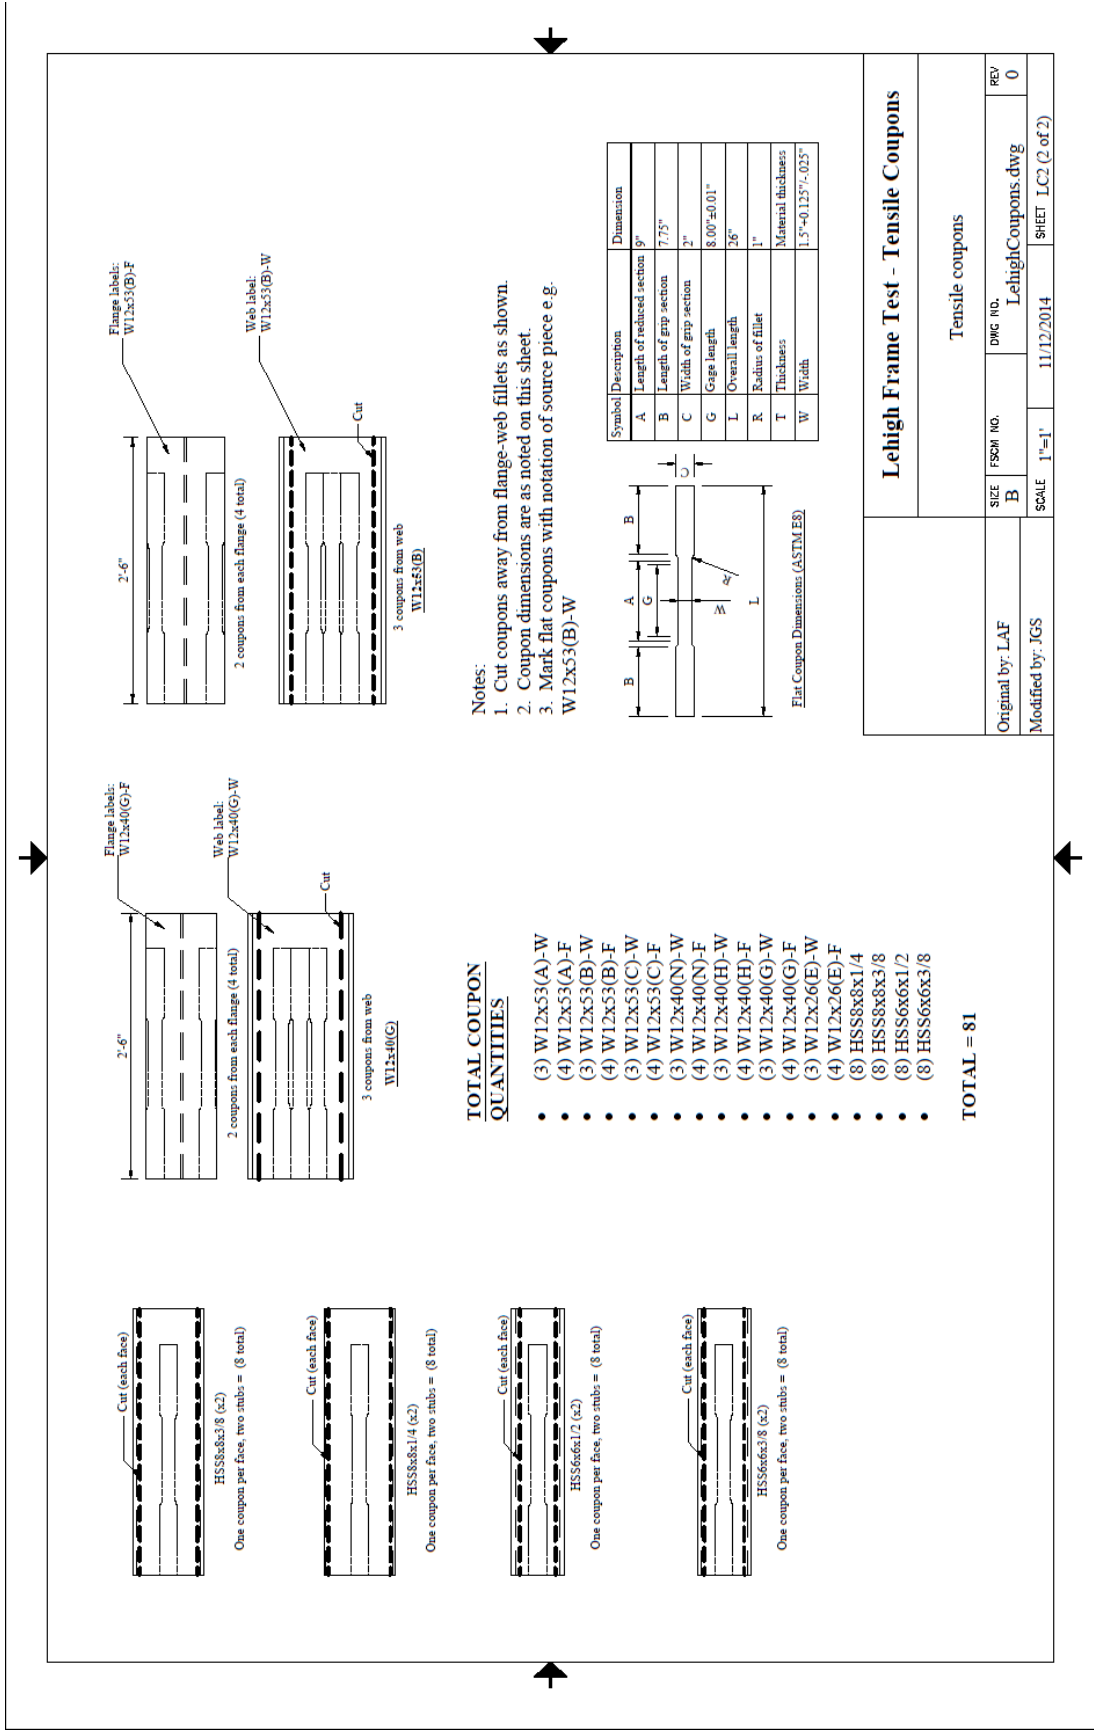 Cut (each face)
HSS8x8x3/8 (x2)
One coupon per face, two stubs = (8 total)
Cut (each face)
HSS8x8x1/4 (x2)
One coupon per face, two stubs = (8 total)
Cut (each face)
HSS6x6x1/2 (x2)
One coupon per face, two stubs = (8 total)
Cut (each face)
HSS6x6x3/8 (x2)
One coupon per face, two stubs = (8 total)
2'-6"
Flange labels:
W12x40(G)-F
2 coupons from each flange (4 total)
Web label:
W12x40(G)-W
Cut
3 coupons from web
W12x40(G)
2'-6"
Flange labels:
W12x53(B)-F
2 coupons from each flange (4 total)
Web label:
W12x53(B)-W
Cut
3 coupons from web
W12x53(B)
TOTAL COUPON
QUANTITIES
• (3) W12x53(A)-W
• (4) W12x53(A)-F
• (3) W12x53(B)-W
• (4) W12x53(B)-F
• (3) W12x53(C)-W
• (4) W12x53(C)-F
• (3) W12x40(N)-W
• (4) W12x40(N)-F
• (3) W12x40(H)-W
• (4) W12x40(H)-F
• (3) W12x40(G)-W
• (4) W12x40(G)-F
• (3) W12x26(E)-W
• (4) W12x26(E)-F
• (8) HSS8x8x1/4
• (8) HSS8x8x3/8
• (8) HSS6x6x1/2
• (8) HSS6x6x3/8
TOTAL = 81
Notes:
1. Cut coupons away from flange-web fillets as shown.
2. Coupon dimensions are as noted on this sheet.
3. Mark flat coupons with notation of source piece e.g.
W12x53(B)-W
B A B
G
C
W
R
L
Flat Coupon Dimensions (ASTM E8)
Symbol Description Dimension
A Length of reduced section 9"
B Length of grip section 7.75"
C Width of grip section 2"
G Gage length 8.00"±0.01"
L Overall length 26"
R Radius of fillet 1"
T Thickness Material thickness
W Width 1.5"+0.125"/-.025"
Lehigh Frame Test - Tensile Coupons
Tensile coupons
Original by: LAF
Modified by: JGS
SIZE FSCM NO. DWG NO. REV
B LehighCoupons.dwg 0
SCALE 1"=1' 11/12/2014 SHEET LC2 (2 of 2)